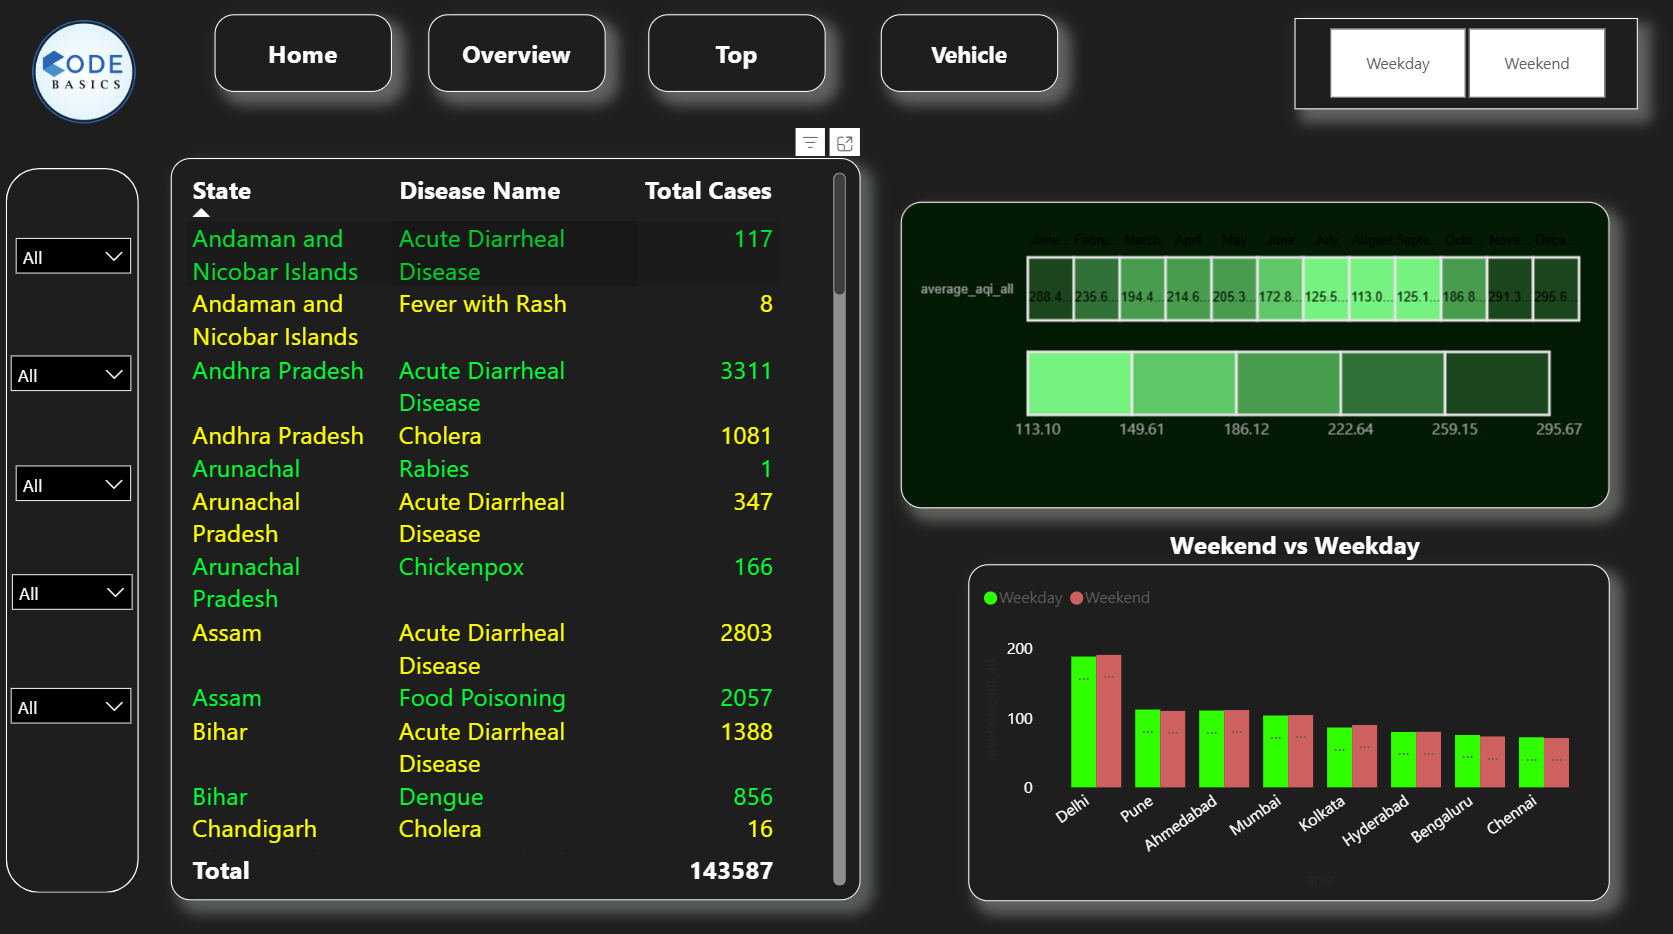 CODE
BASICS
Home
Overview
Top
Vehicle
Weekday
Weekend
All
All
All
All
All
State Disease Name Total Cases
Andaman and Acute Diarrheal 117
Nicobar Islands Disease
Andaman and Fever with Rash 8
Nicobar Islands
Andhra Pradesh Acute Diarrheal 3311
Disease
Andhra Pradesh Cholera 1081
Arunachal Rabies 1
Arunachal Acute Diarrheal 347
Pradesh Disease
Arunachal Chickenpox 166
Pradesh
Assam Acute Diarrheal 2803
Disease
Assam Food Poisoning 2057
Bihar Acute Diarrheal 1388
Disease
Bihar Dengue 856
Chandigarh Cholera 16
Total 143587
Janu... Febru... March April May June July August Septe... Octo... Nove... Dece...
average_aqi_all 288.4... 235.6... 194.4... 214.6... 205.3... 172.8... 125.5... 113.0... 125.1... 186.8... 291.3... 295.6...
113.10 149.61 186.12 222.64 259.15 295.67
Weekend vs Weekday
Weekday Weekend
200
100
0
Delhi Pune Ahmedabad Mumbai Kolkata Hyderabad Bengaluru Chennai